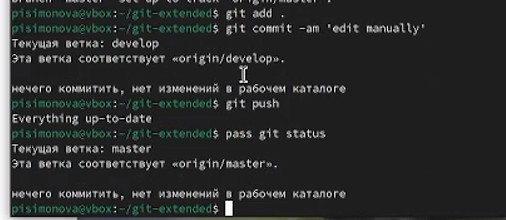 branch 'master' set up to track 'origin/master'.
pisimonova@vbox:~/git-extended$ git add .
pisimonova@vbox:~/git-extended$ git commit -am 'edit manually'
Текущая ветка: develop
Эта ветка соответствует «origin/develop».
нечего коммитить, нет изменений в рабочем каталоге
pisimonova@vbox:~/git-extended$ git push
Everything up-to-date
pisimonova@vbox:~/git-extended$ pass git status
Текущая ветка: master
Эта ветка соответствует «origin/master».
нечего коммитить, нет изменений в рабочем каталоге
pisimonova@vbox:~/git-extended$